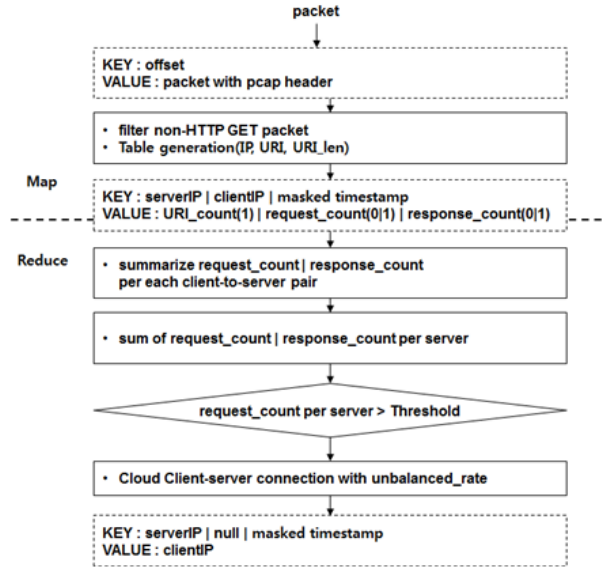 packet
KEY : offset
VALUE : packet with pcap header
• filter non-HTTP GET packet
• Table generation(IP, URI, URI_len)
Map
KEY : serverIP | clientIP | masked timestamp
VALUE : URI_count(1) | request_count(0|1) | response_count(0|1)
Reduce
• summarize request_count | response_count
per each client-to-server pair
• sum of request_count | response_count per server
request_count per server > Threshold
• Cloud Client-server connection with unbalanced_rate
KEY : serverIP | null | masked timestamp
VALUE : clientIP